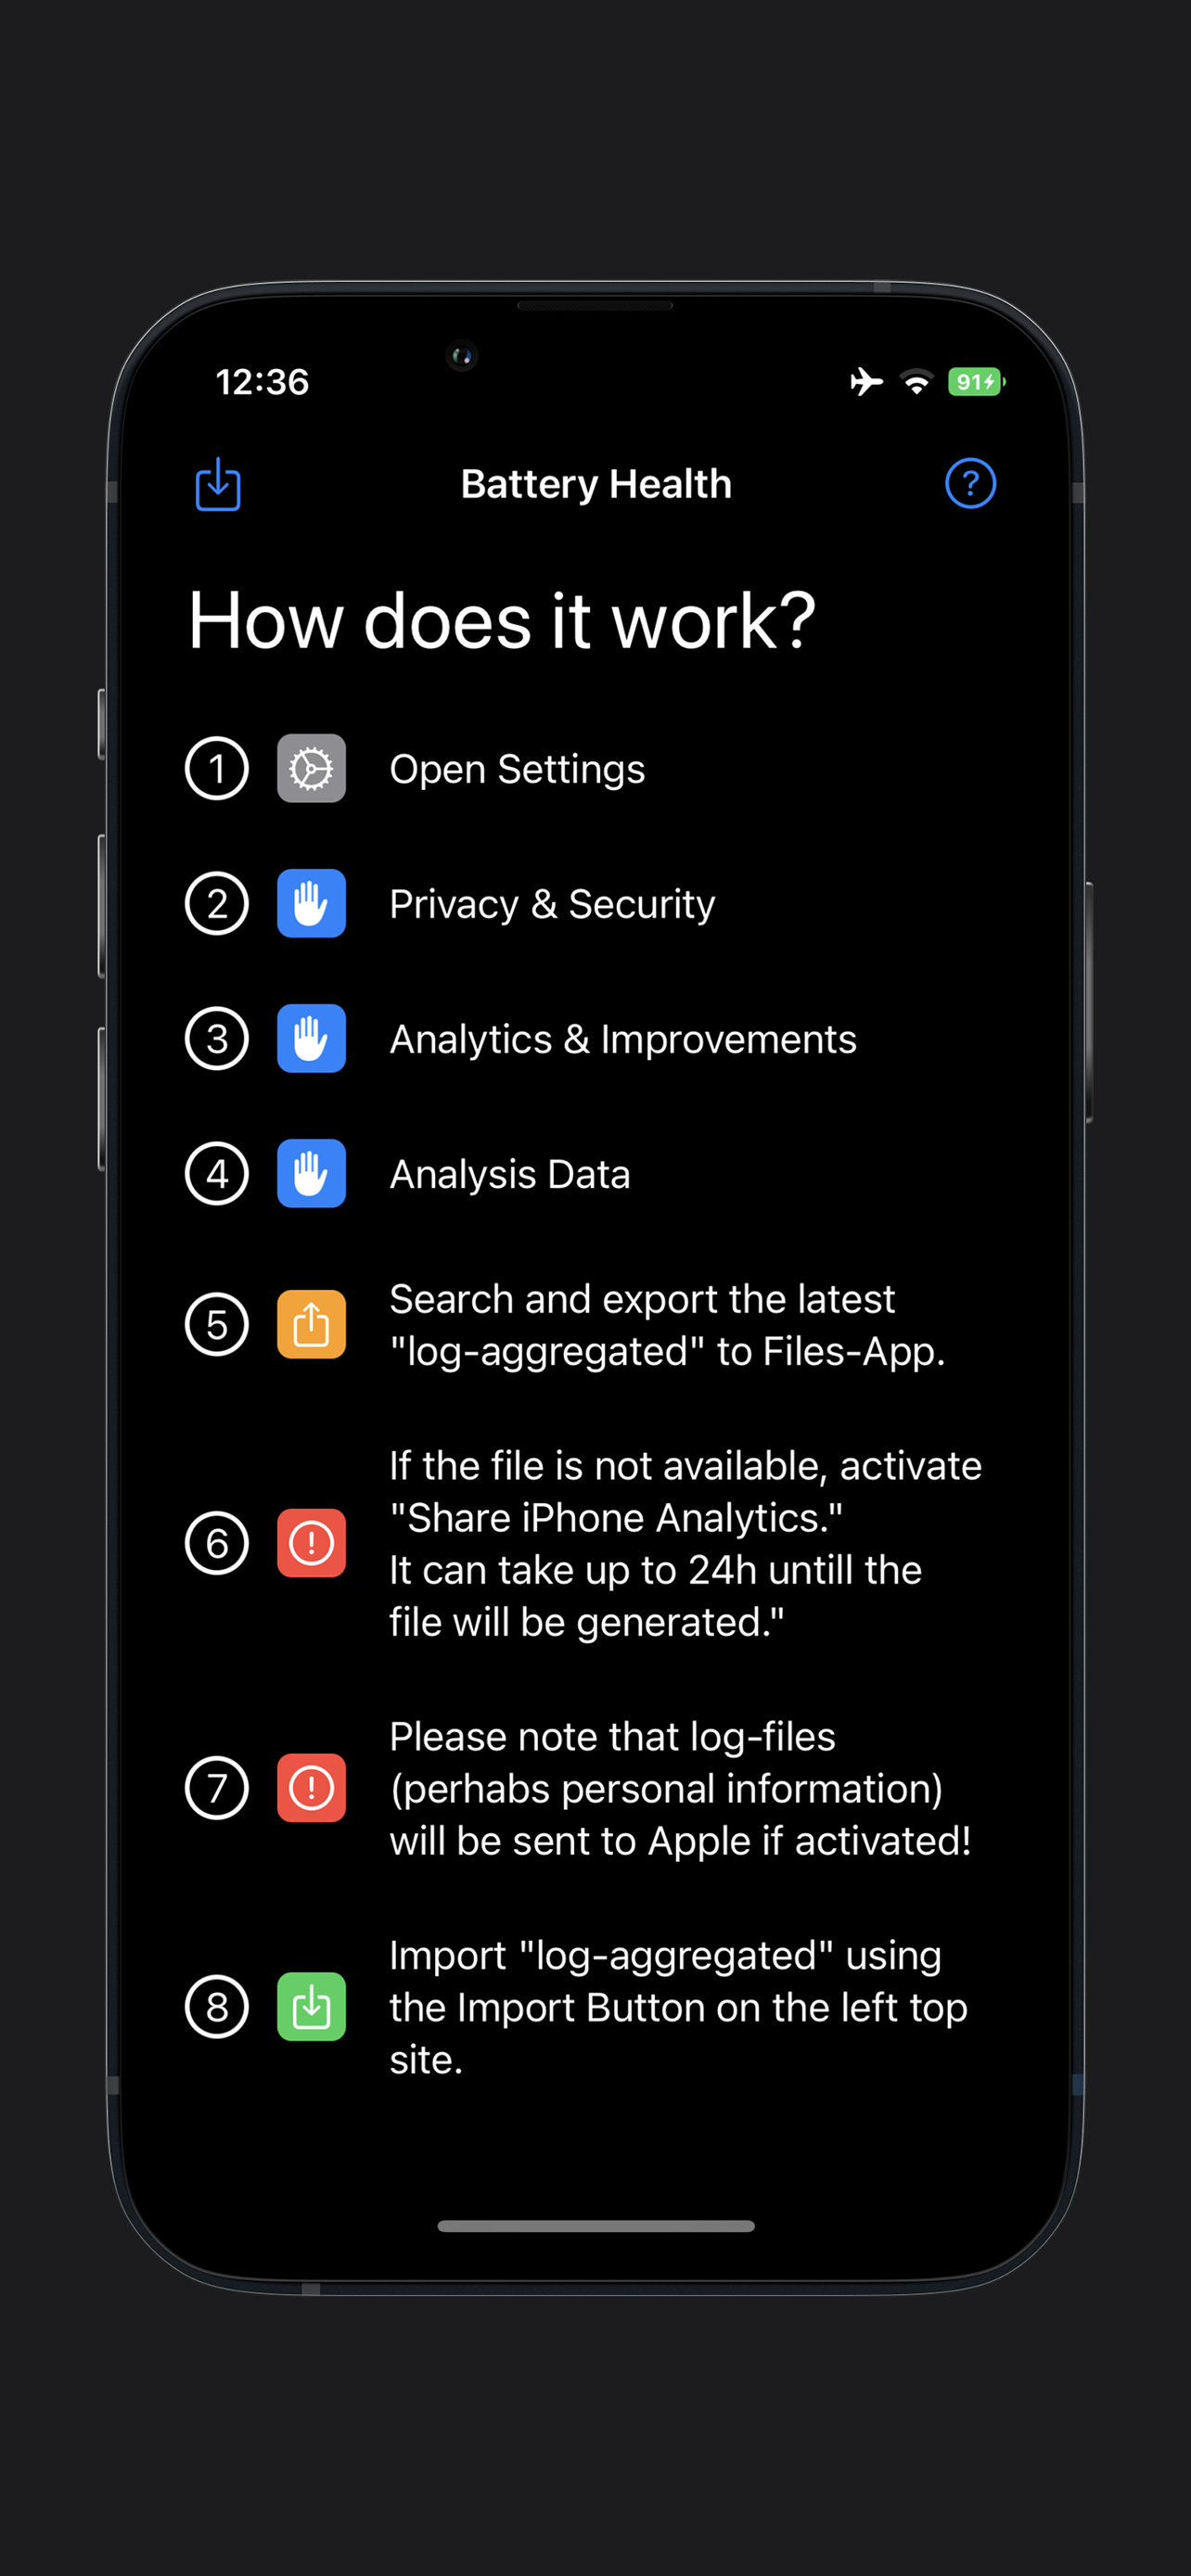 12:36
91
Battery Health
?
How does it work?
1
Open Settings
2
Privacy & Security
3
Analytics & Improvements
4
Analysis Data
5
Search and export the latest
"log-aggregated" to Files-App.
6
If the file is not available, activate
"Share iPhone Analytics."
It can take up to 24h untill the
file will be generated."
7
Please note that log-files
(perhabs personal information)
will be sent to Apple if activated!
8
Import "log-aggregated" using
the Import Button on the left top
site.